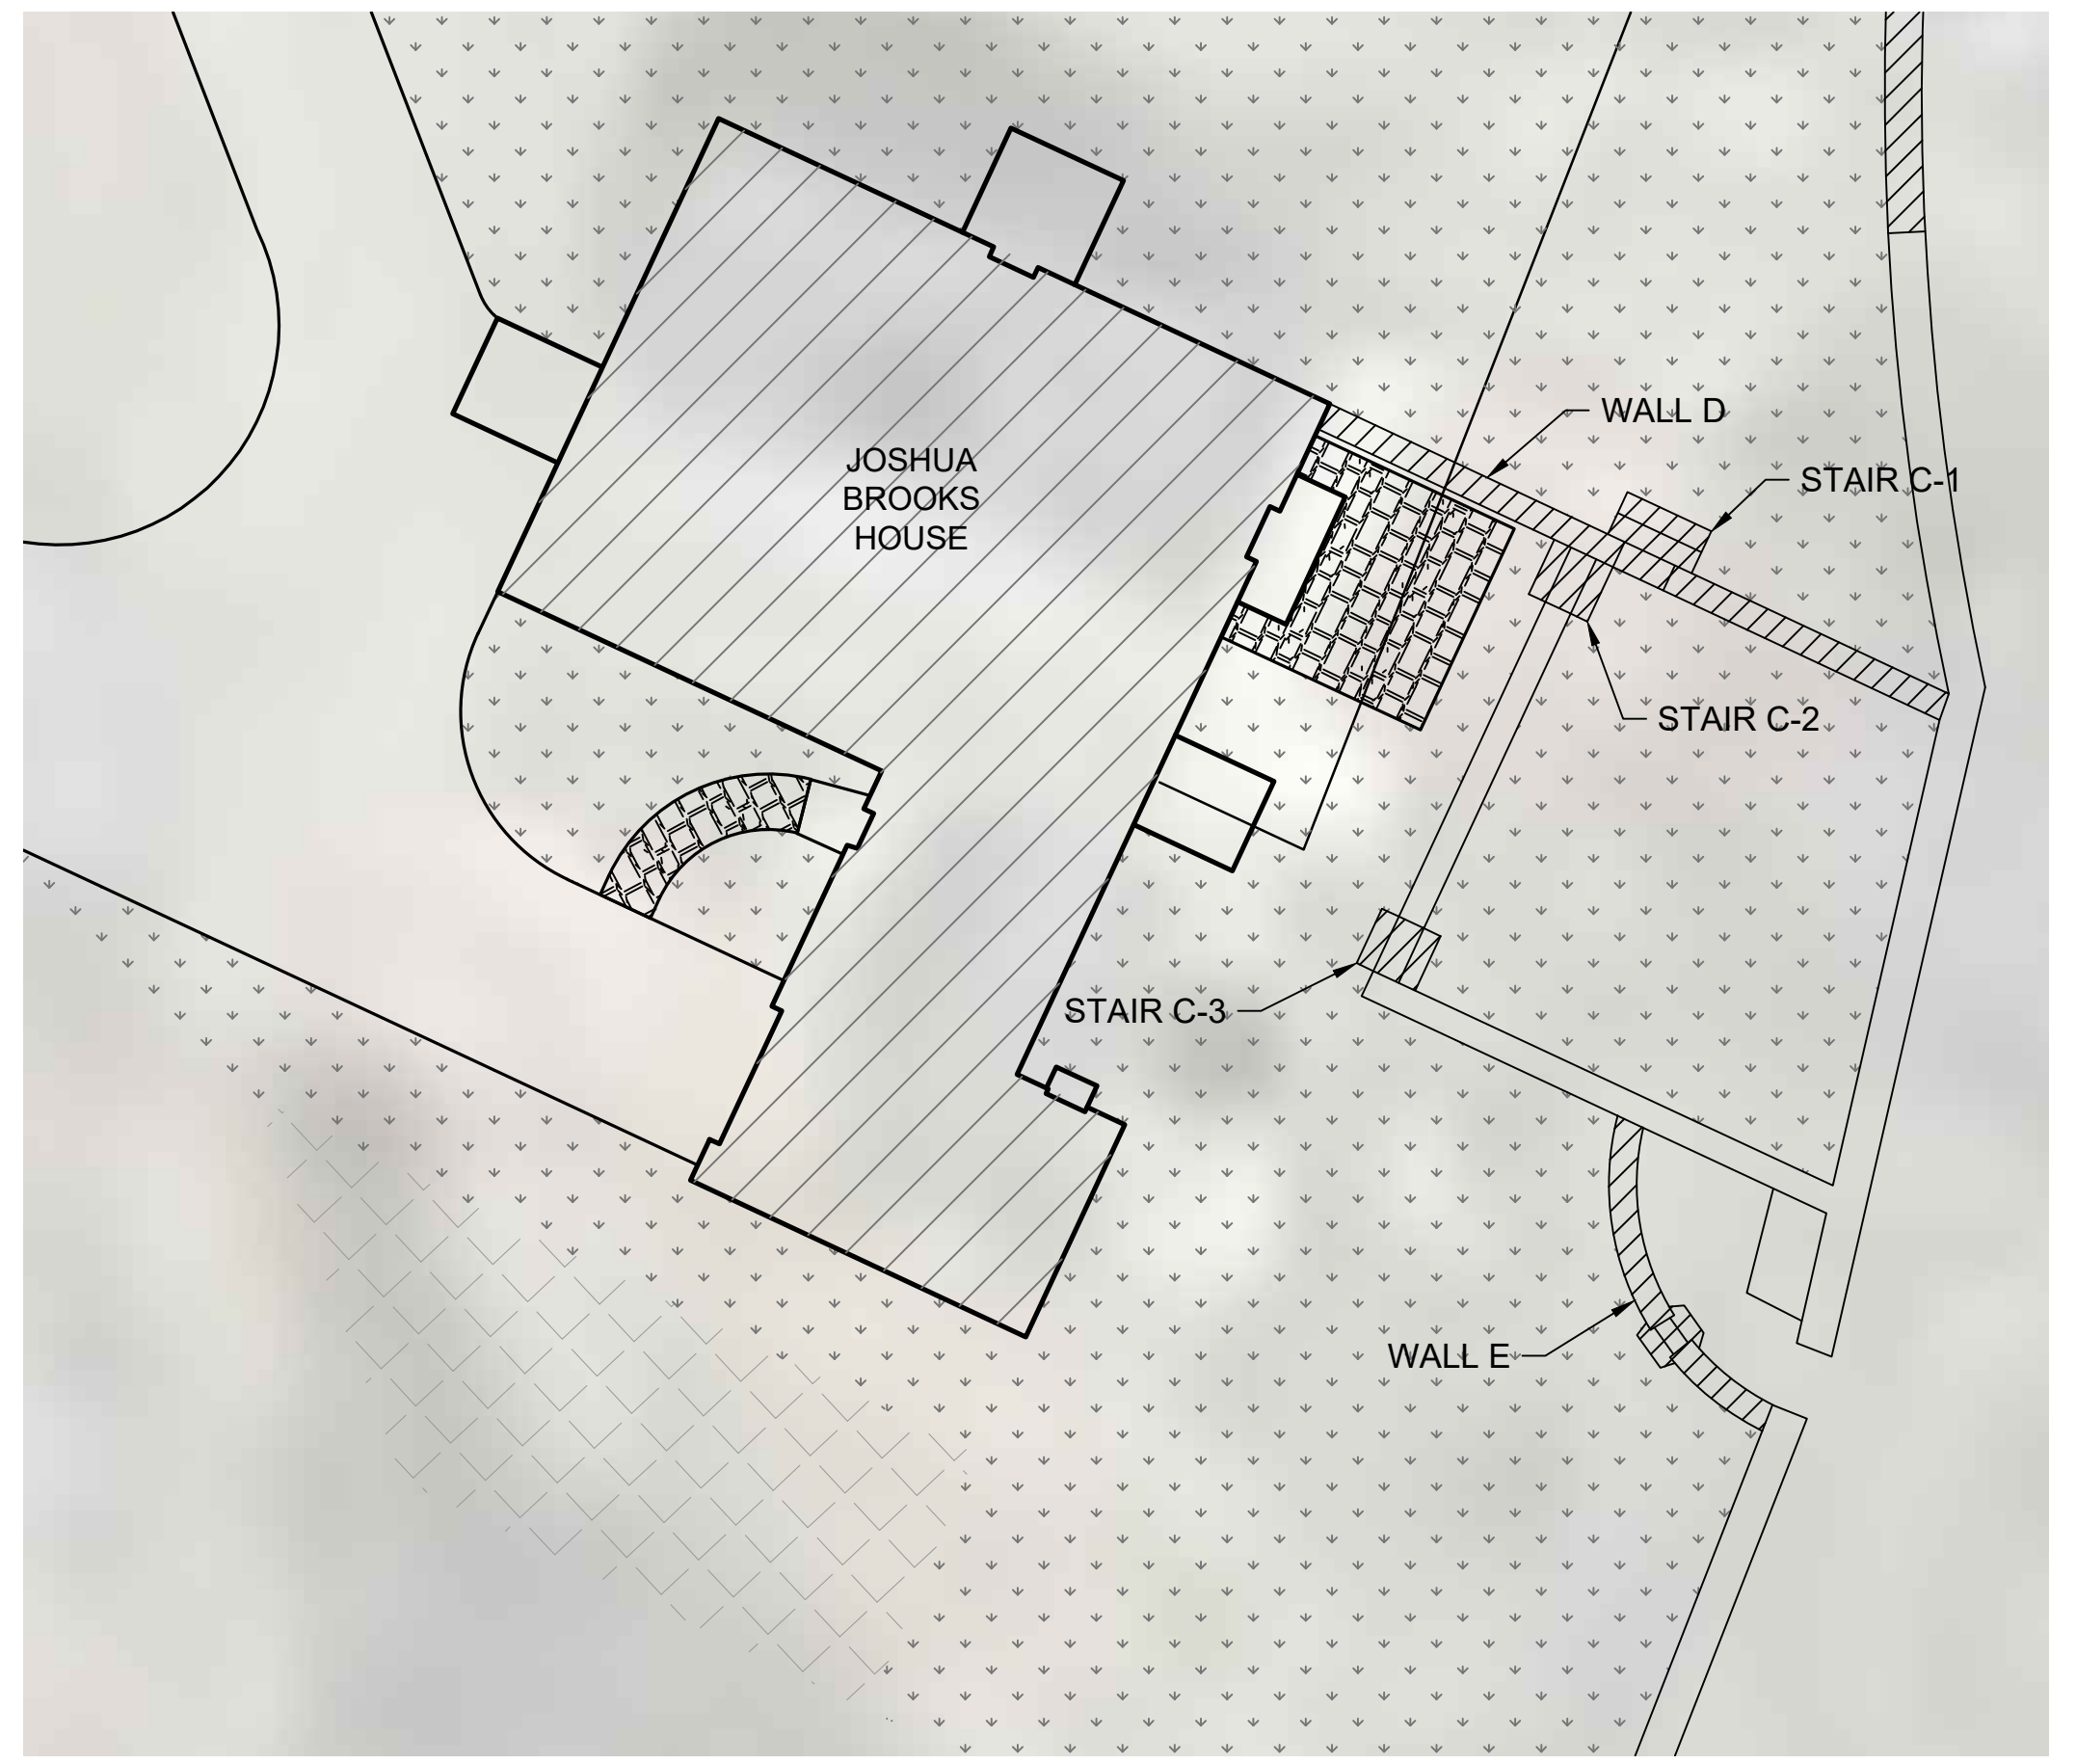 WALL D
STAIR C-1
JOSHUA
BROOKS
HOUSE
STAIR C-2
STAIR C-3
WALL E